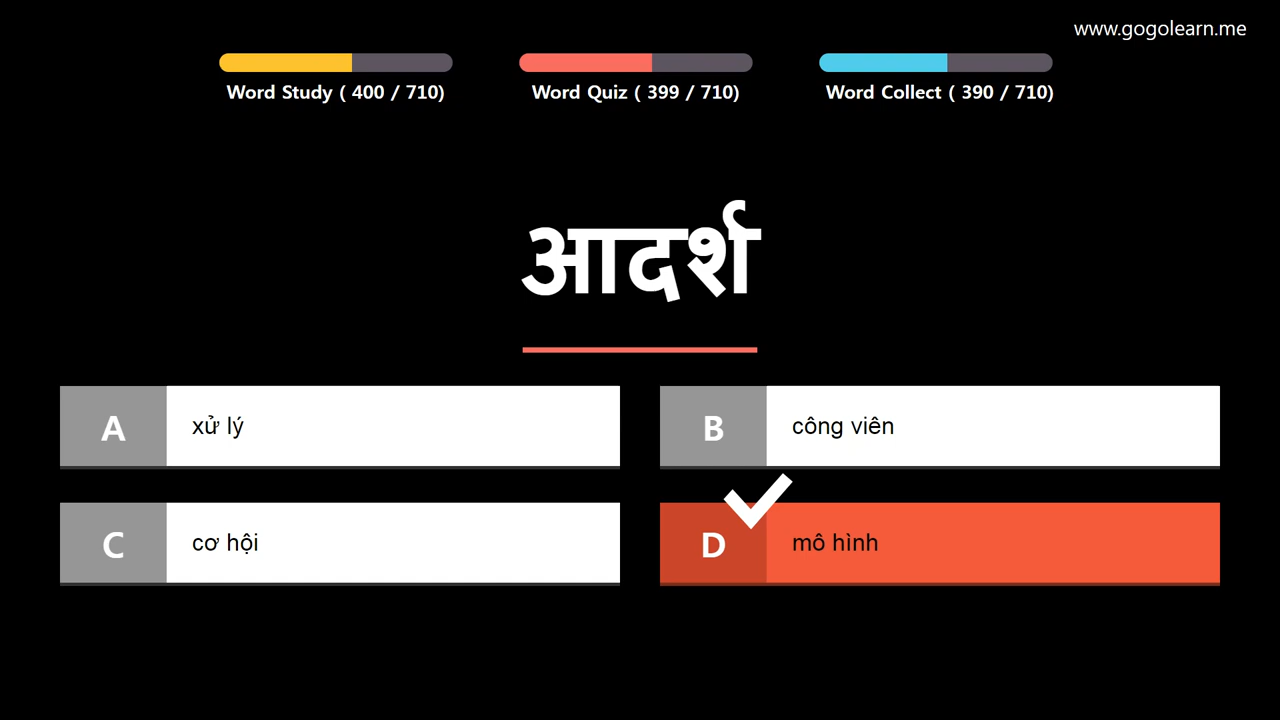 www.gogolearn.me
Word Study ( 400 / 710)
Word Quiz ( 399 / 710)
Word Collect ( 390 / 710)
आदर्श
A
xử lý
B
công viên
C
cơ hội
D
mô hình